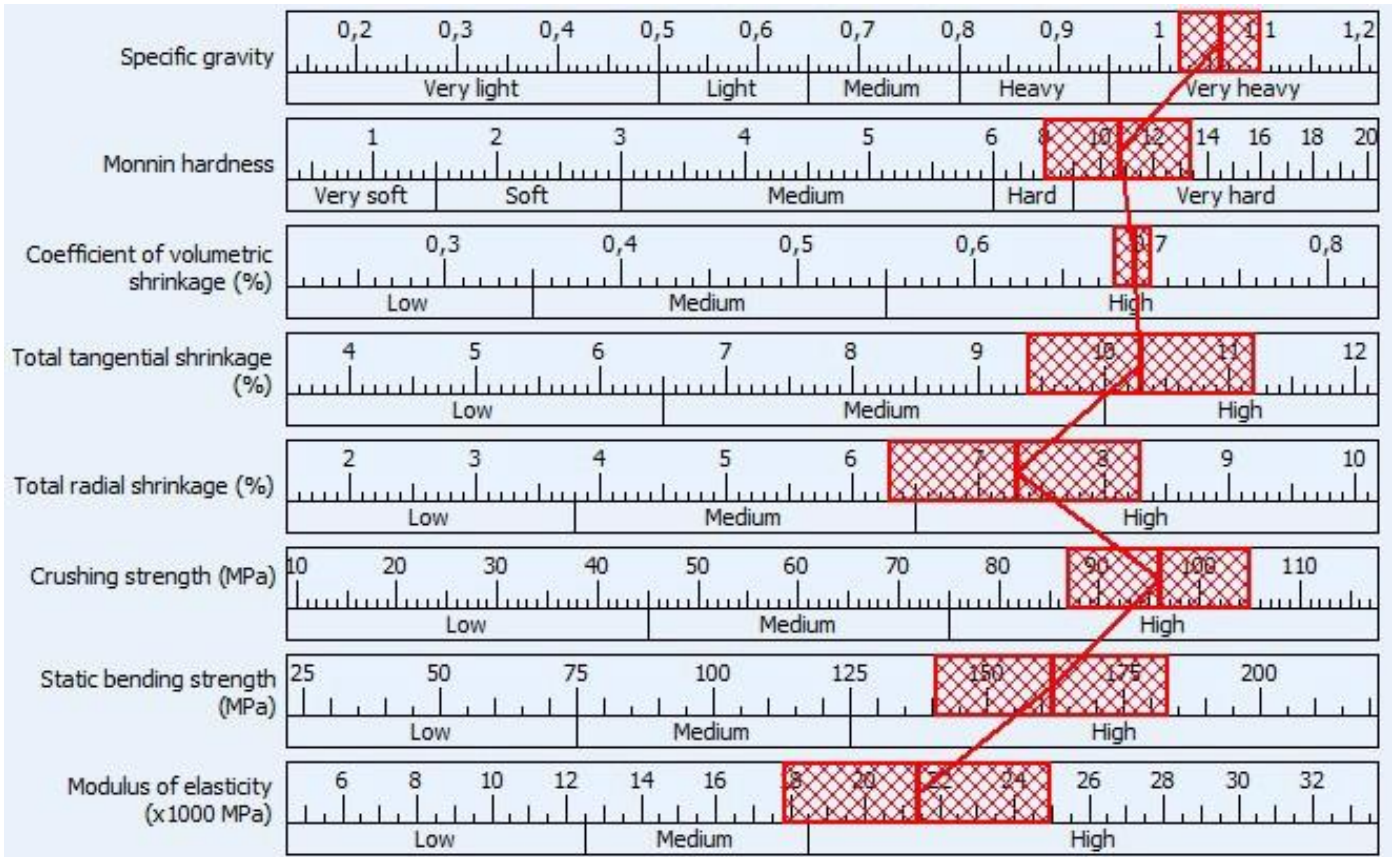 Specific gravity
0,2 0,3 0,4 0,5 0,6 0,7 0,8 0,9 1 1,1 1,2
Very light Light Medium Heavy Very heavy
Monnin hardness
1 2 3 4 5 6 8 10 12 14 16 18 20
Very soft Soft Medium Hard Very hard
Coefficient of volumetric
shrinkage (%)
0,3 0,4 0,5 0,6 0,7 0,8
Low Medium High
Total tangential shrinkage
(%)
4 5 6 7 8 9 10 11 12
Low Medium High
Total radial shrinkage (%)
2 3 4 5 6 7 8 9 10
Low Medium High
Crushing strength (MPa)
10 20 30 40 50 60 70 80 90 100 110
Low Medium High
Static bending strength
(MPa)
25 50 75 100 125 150 175 200
Low Medium High
Modulus of elasticity
(x1000 MPa)
6 8 10 12 14 16 18 20 22 24 26 28 30 32
Low Medium High